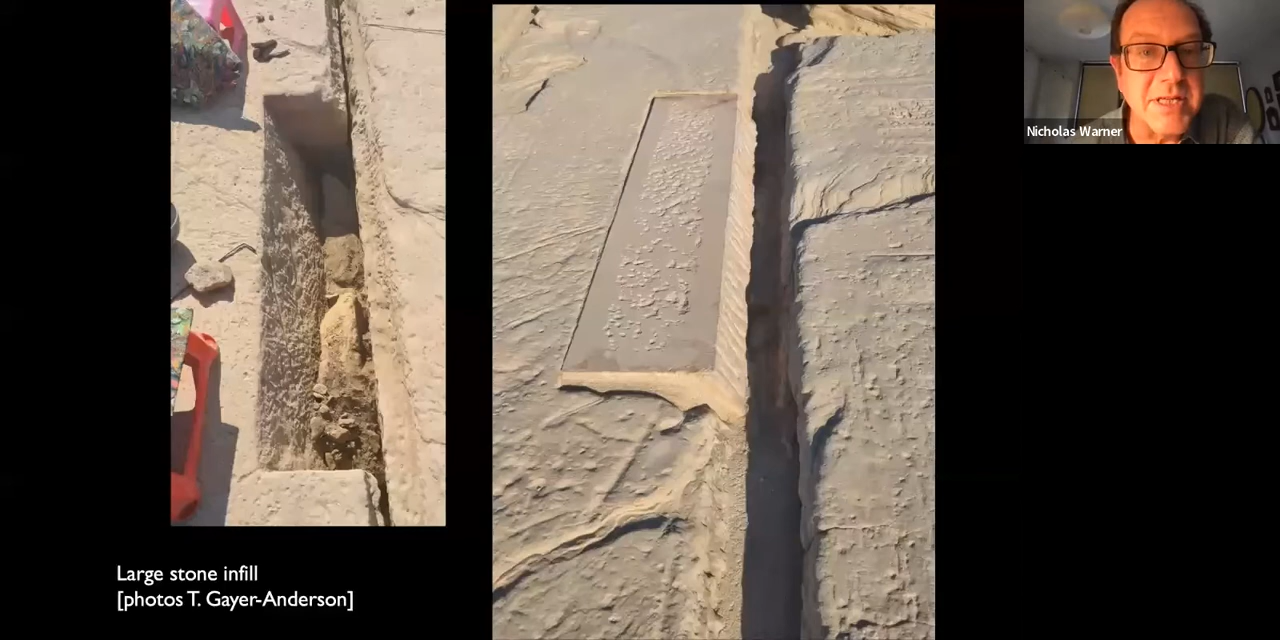 Nicholas Warner
Large stone infill
[photos T. Gayer-Anderson]